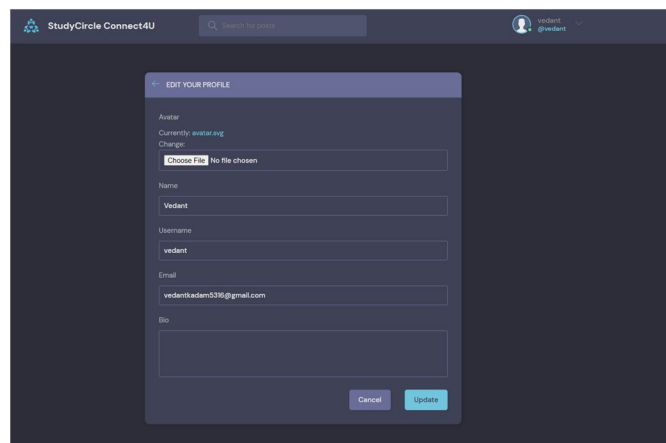 StudyCircle Connect4U
Search for posts
vedant
@vedant
← EDIT YOUR PROFILE
Avatar
Currently: avatar.svg
Change:
Choose File No file chosen
Name
Vedant
Username
vedant
Email
vedantkadam5316@gmail.com
Bio
Cancel Update